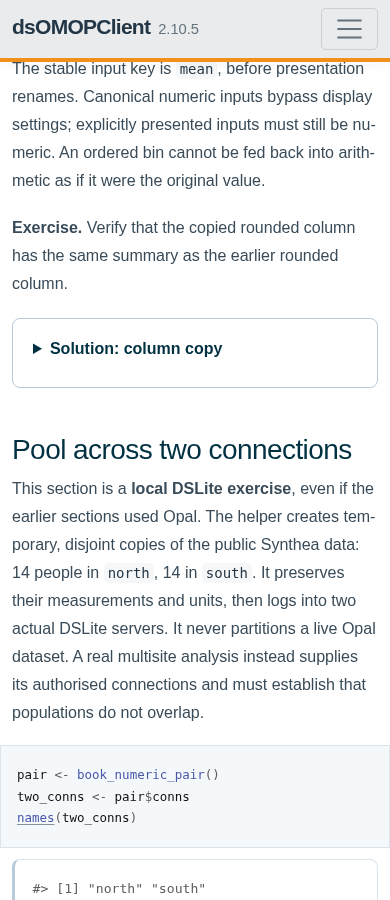 dsOMOPClient 2.10.5
The stable input key is mean, before presentation
renames. Canonical numeric inputs bypass display
settings; explicitly presented inputs must still be nu-
meric. An ordered bin cannot be fed back into arith-
metic as if it were the original value.
Exercise. Verify that the copied rounded column
has the same summary as the earlier rounded
column.
Solution: column copy
Pool across two connections
This section is a local DSLite exercise, even if the
earlier sections used Opal. The helper creates tem-
porary, disjoint copies of the public Synthea data:
14 people in north, 14 in south. It preserves
their measurements and units, then logs into two
actual DSLite servers. It never partitions a live Opal
dataset. A real multisite analysis instead supplies
its authorised connections and must establish that
populations do not overlap.
pair <- book_numeric_pair()
two_conns <- pair$conns
names(two_conns)
#> [1] "north" "south"